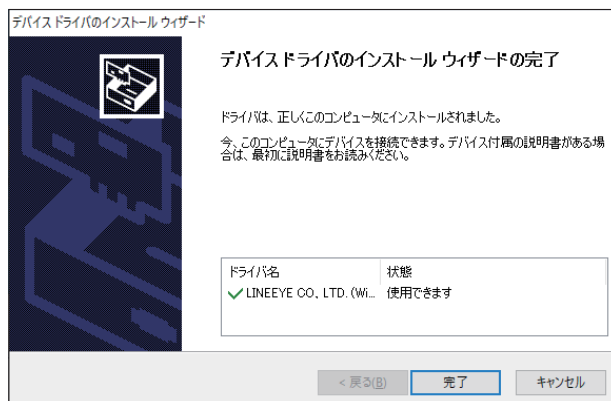 デバイス ドライバのインストール ウィザード
デバイス ドライバのインストール ウィザードの完了
ドライバは、正しくこのコンピュータにインストールされました。
今、このコンピュータにデバイスを接続できます。デバイス付属の説明書がある場
合は、最初に説明書をお読みください。
ドライバ名 状態
LINEEYE CO., LTD. (Wi... 使用できます
< 戻る(B) 完了 キャンセル